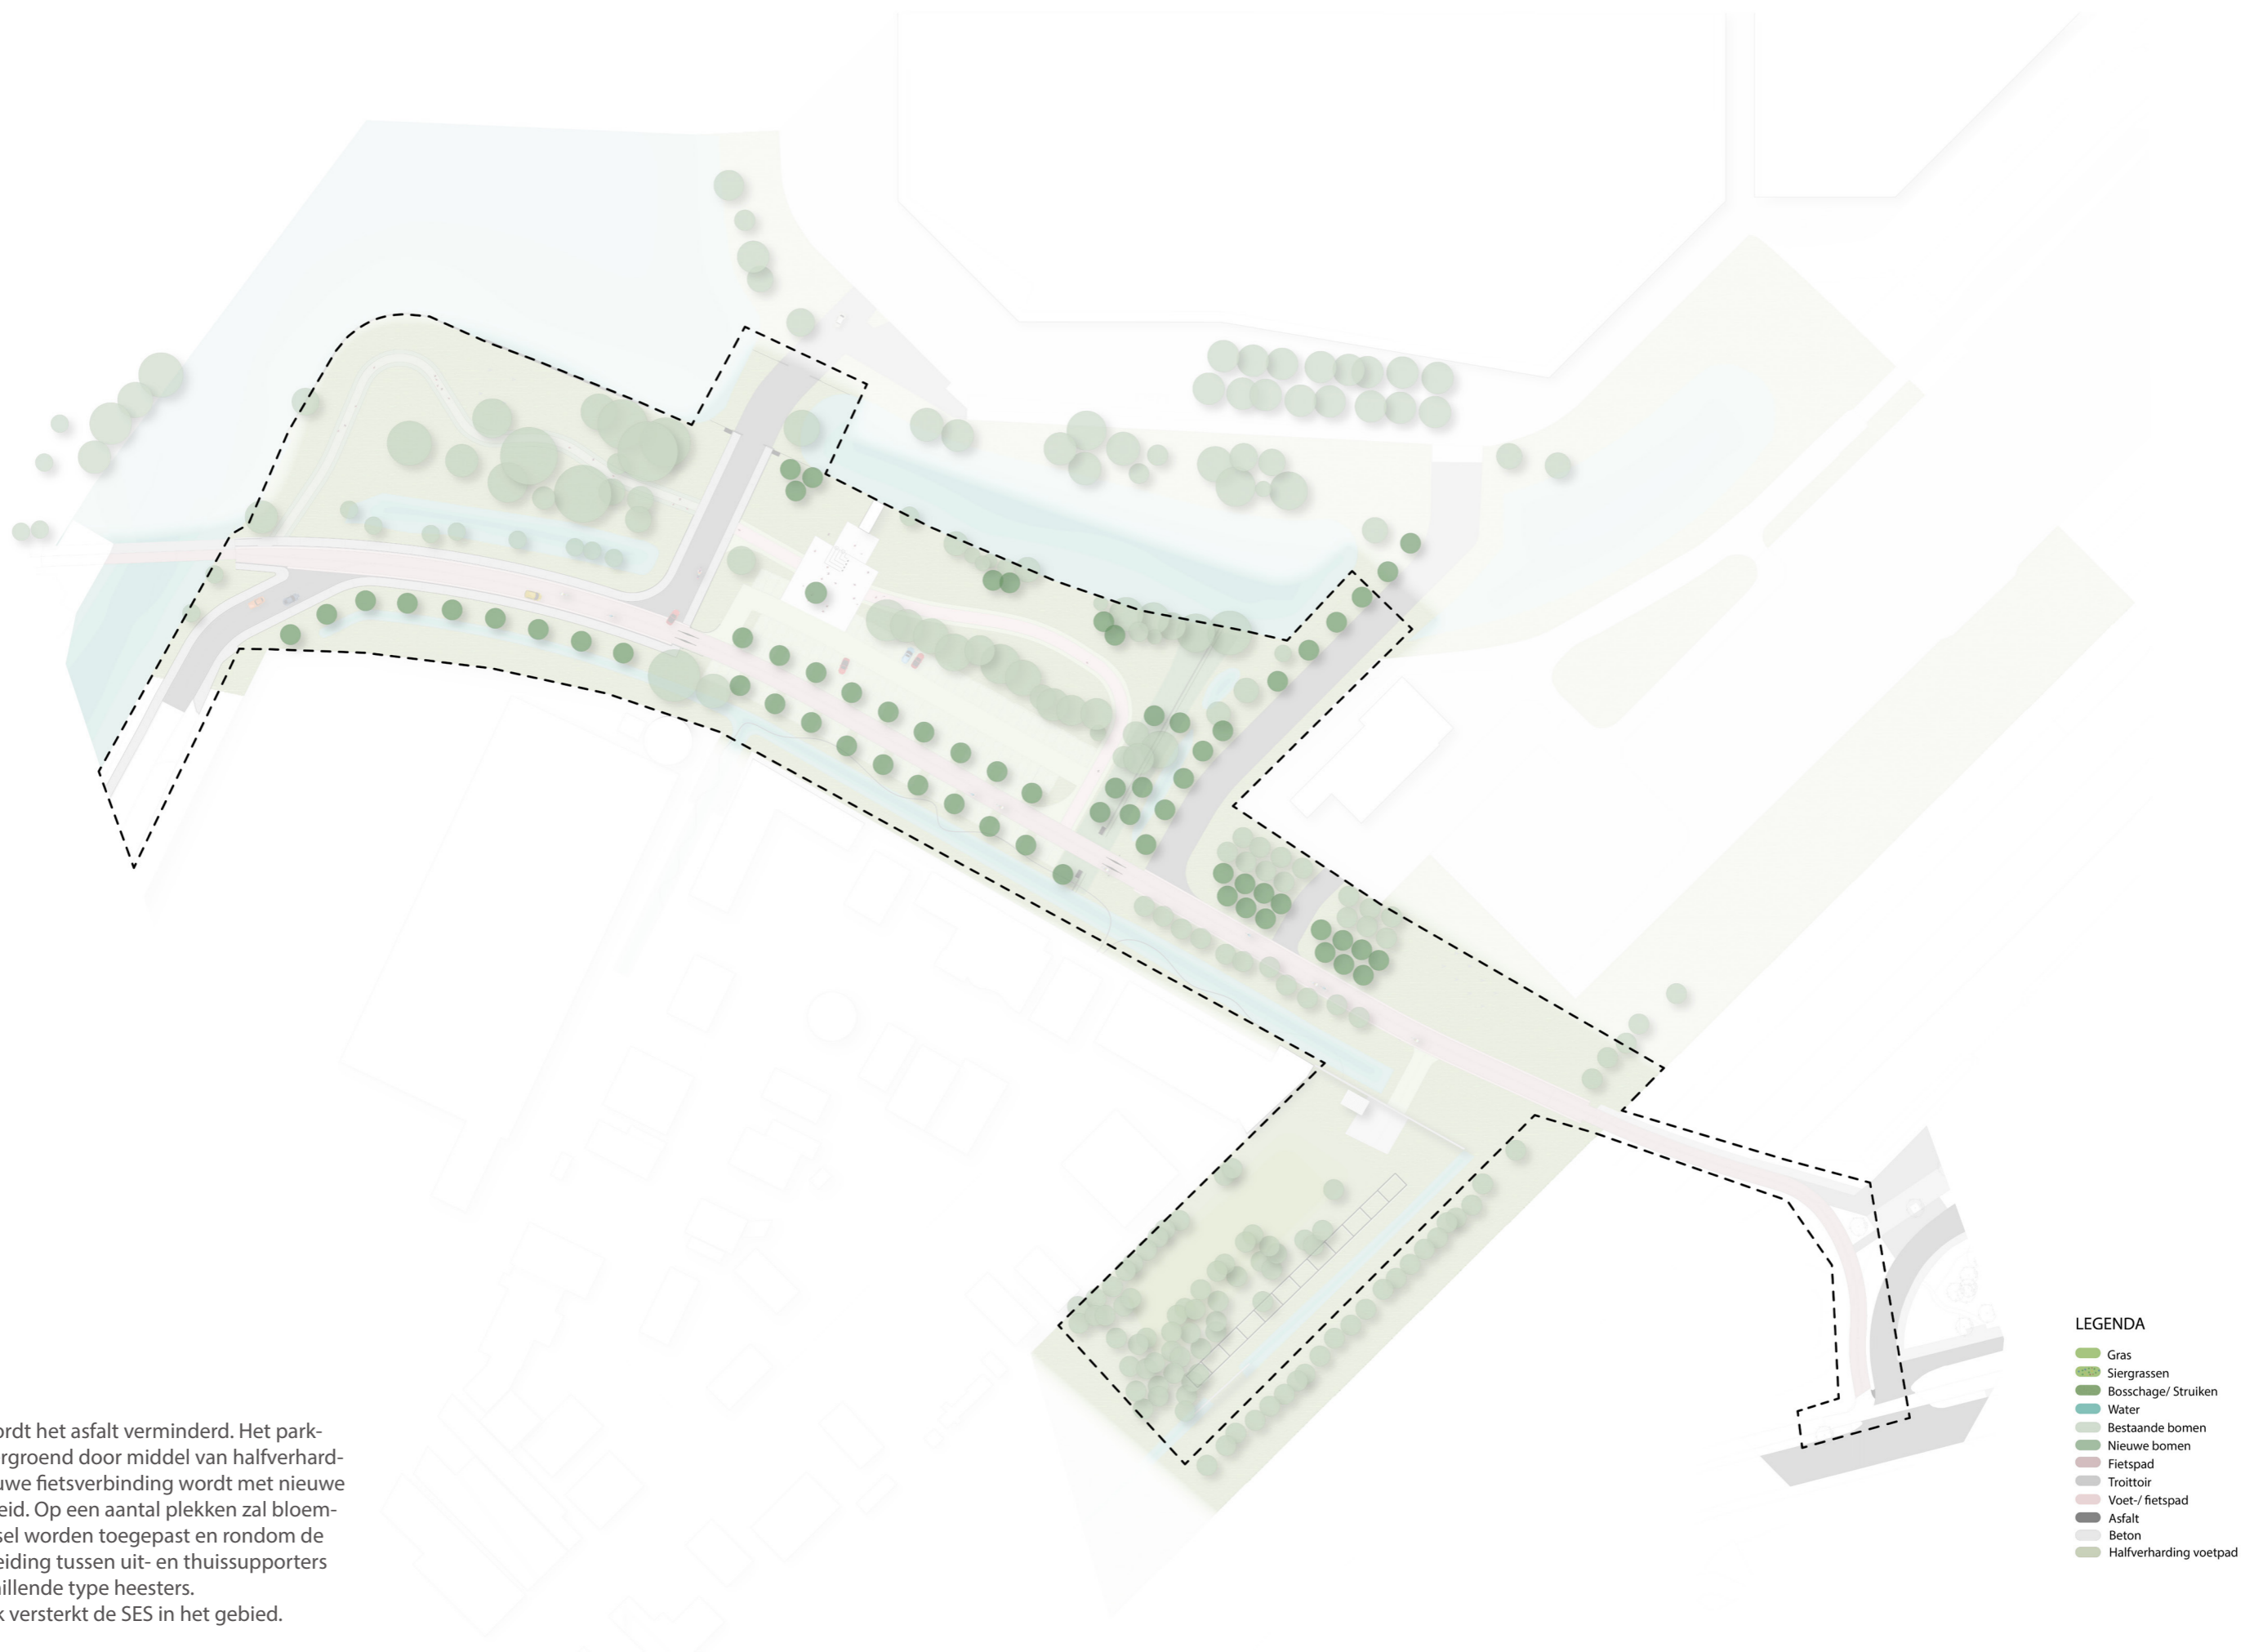 ordt het asfalt verminderd. Het park-
rgroend door middel van halfverhard-
uwe fietsverbinding wordt met nieuwe
eid. Op een aantal plekken zal bloem-
sel worden toegepast en rondom de
eiding tussen uit- en thuissupporters
illende type heesters.
k versterkt de SES in het gebied.
LEGENDA
Gras
Siergrassen
Bosschage/ Struiken
Water
Bestaande bomen
Nieuwe bomen
Fietspad
Troittoir
Voet-/ fietspad
Asfalt
Beton
Halfverharding voetpad